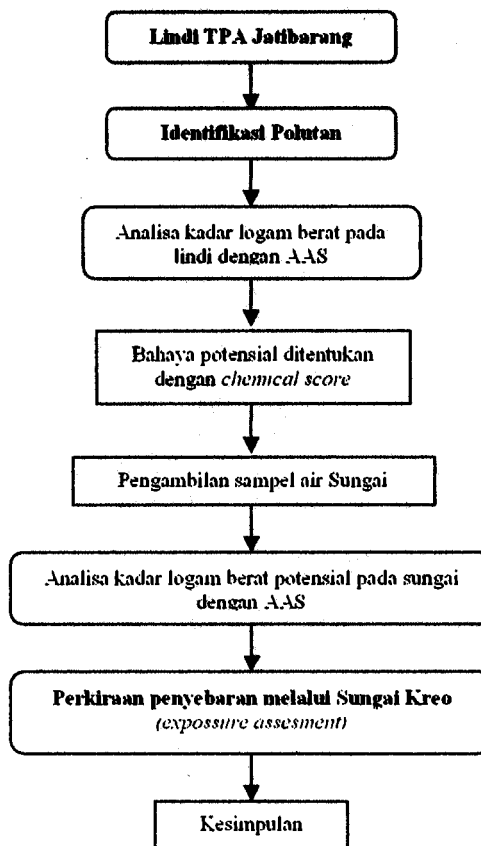 Lindi TPA Jatibarang
Identifikasi Polutan
Analisa kadar logam berat pada
lindi dengan AAS
Bahaya potensial ditentukan
dengan chemical score
Pengambilan sampel air Sungai
Analisa kadar logam berat potensial pada sungai
dengan AAS
Perkiraan penyebaran melalui Sungai Kreo
(expossure assesment)
Kesimpulan